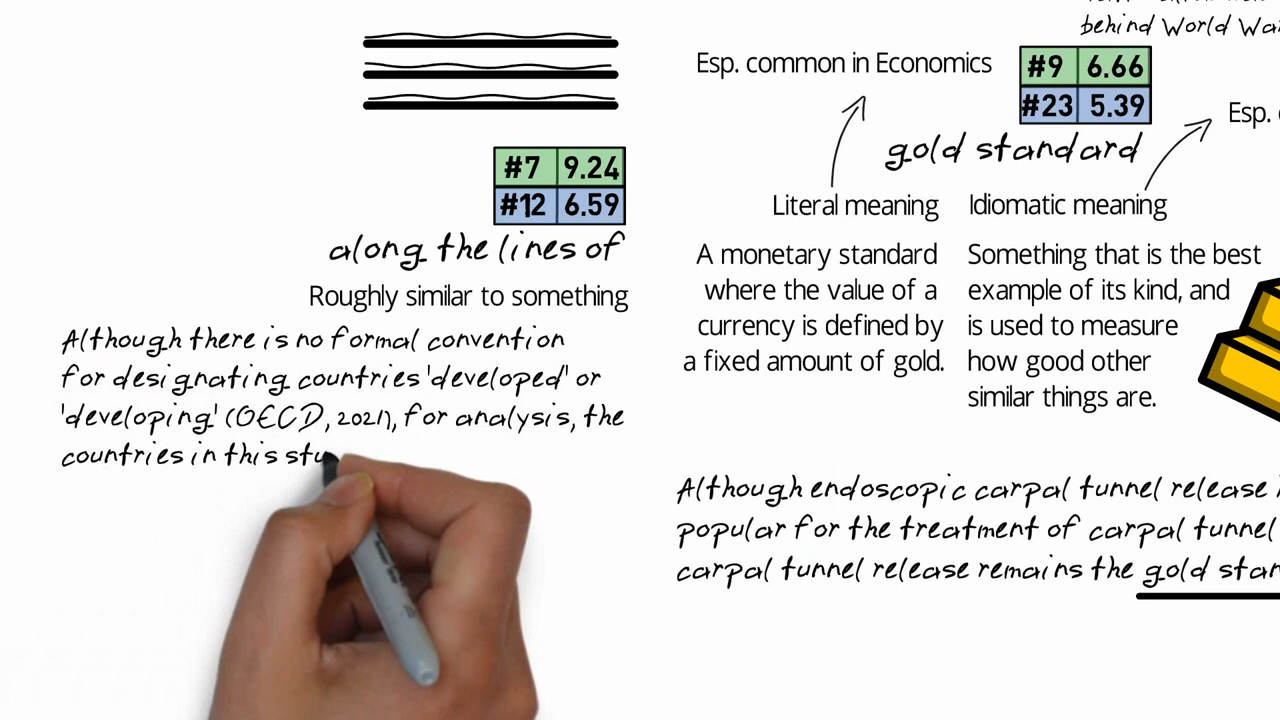 behind World
Esp. common in Economics
#9 6.66
#23 5.39
Esp.
gold standard
Literal meaning
Idiomatic meaning
A monetary standard
where the value of a
currency is defined by
a fixed amount of gold.
Something that is the best
example of its kind, and
is used to measure
how good other
similar things are.
#7 9.24
#12 6.59
along the lines of
Roughly similar to something
Although there is no formal convention
for designating countries 'developed' or
'developing' (OECD, 2021), for analysis, the
countries in this stu
Although endoscopic carpal tunnel release
popular for the treatment of carpal tunnel
carpal tunnel release remains the gold stan